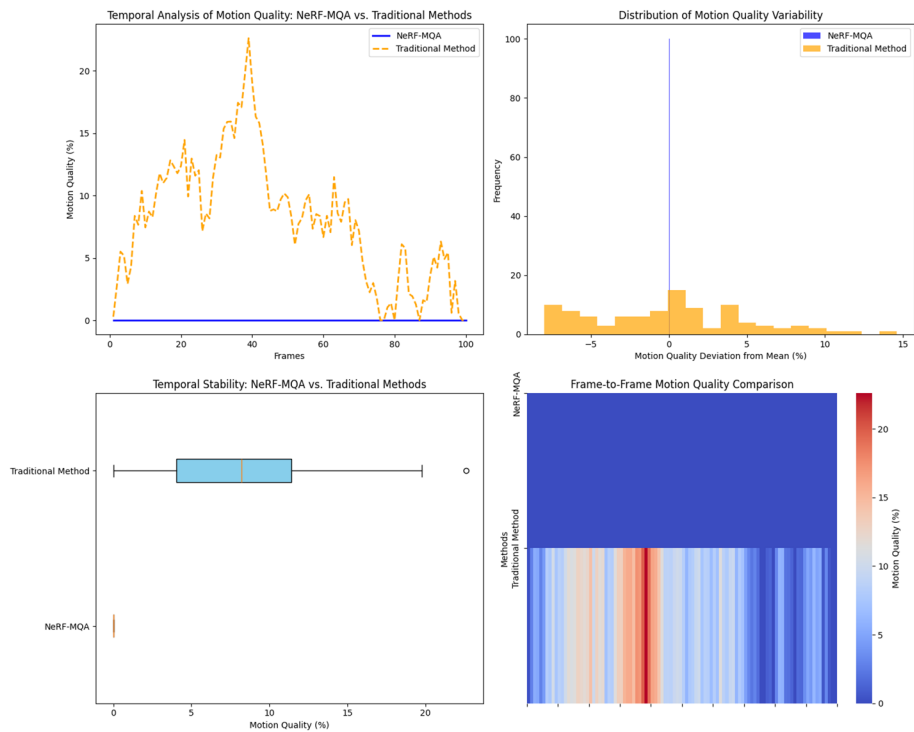 Temporal Analysis of Motion Quality: NeRF-MQA vs. Traditional Methods
NeRF-MQA
Traditional Method
Motion Quality (%)
20
15
10
5
0
0
20
40
60
80
100
Frames
Distribution of Motion Quality Variability
NeRF-MQA
Traditional Method
Frequency
100
80
60
40
20
0
−5
0
5
10
15
Motion Quality Deviation from Mean (%)
Temporal Stability: NeRF-MQA vs. Traditional Methods
Traditional Method
NeRF-MQA
0
5
10
15
20
Motion Quality (%)
Frame-to-Frame Motion Quality Comparison
NeRF-MQA
Methods
Traditional Method
20
15
10
5
0
Motion Quality (%)